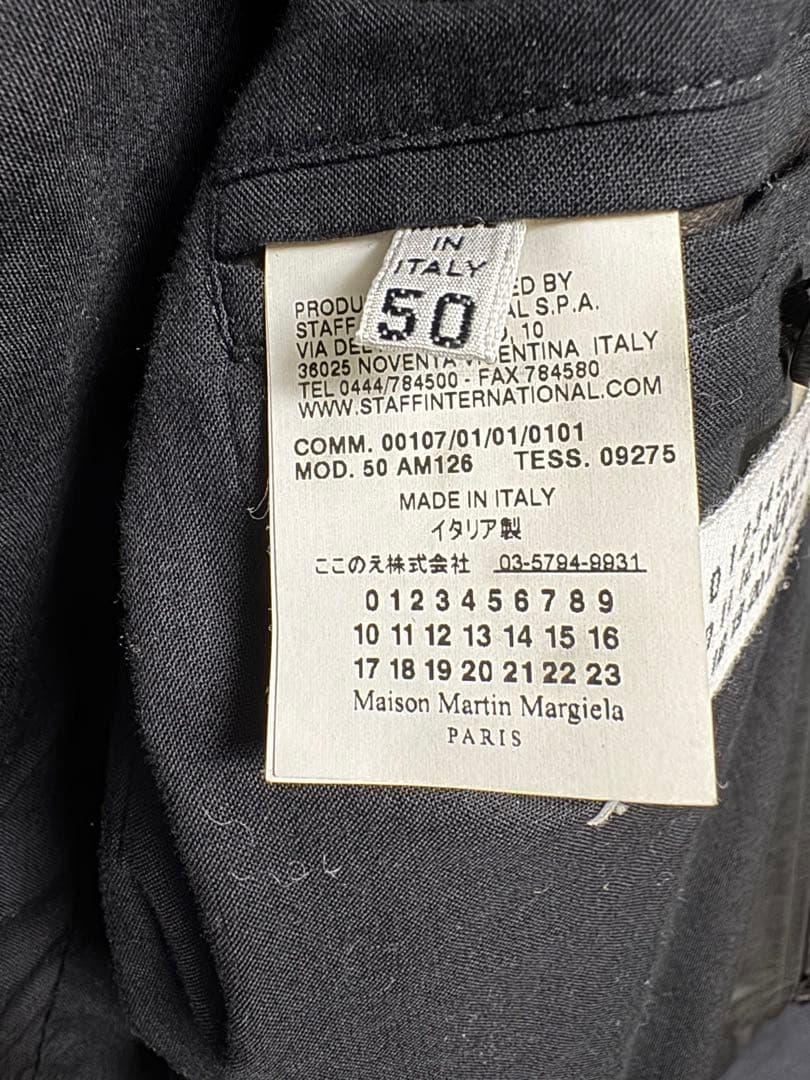 IN
ITALY
50
PRODU ED BY
STAFF AL S.P.A.
VIA DEL 10
36025 NOVENTA VICENTINA ITALY
TEL 0444/784500 - FAX 784580
WWW.STAFFINTERNATIONAL.COM
COMM. 00107/01/01/0101
MOD. 50 AM126 TESS. 09275
MADE IN ITALY
イタリア製
ここのえ株式会社 03-5794-9931
0 1 2 3 4 5 6 7 8 9
10 11 12 13 14 15 16
17 18 19 20 21 22 23
Maison Martin Margiela
PARIS